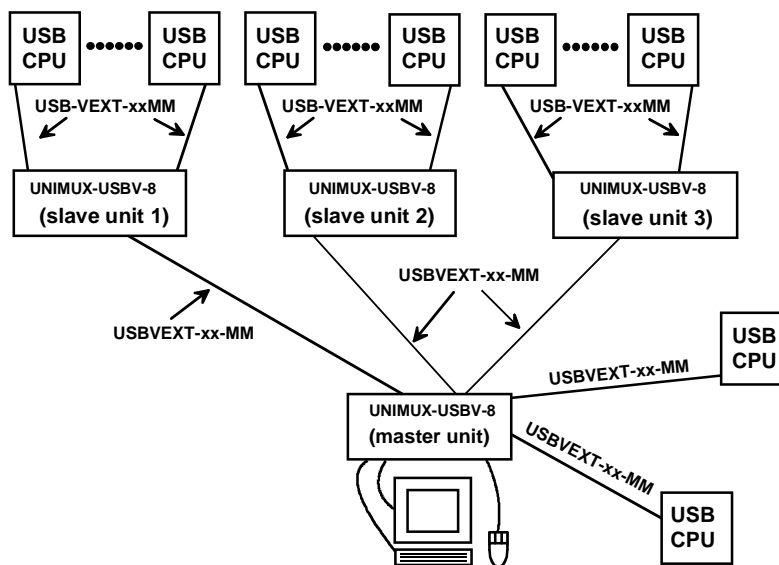 USB
CPU
USB
CPU
USB
CPU
USB
CPU
USB
CPU
USB
CPU
USB-VEXT-xxMM
USB-VEXT-xxMM
USB-VEXT-xxMM
UNIMUX-USBV-8
(slave unit 1)
UNIMUX-USBV-8
(slave unit 2)
UNIMUX-USBV-8
(slave unit 3)
USBVEXT-xx-MM
USBVEXT-xx-MM
USB
CPU
USBVEXT-xx-MM
UNIMUX-USBV-8
(master unit)
USBVEXT-xx-MM
USB
CPU